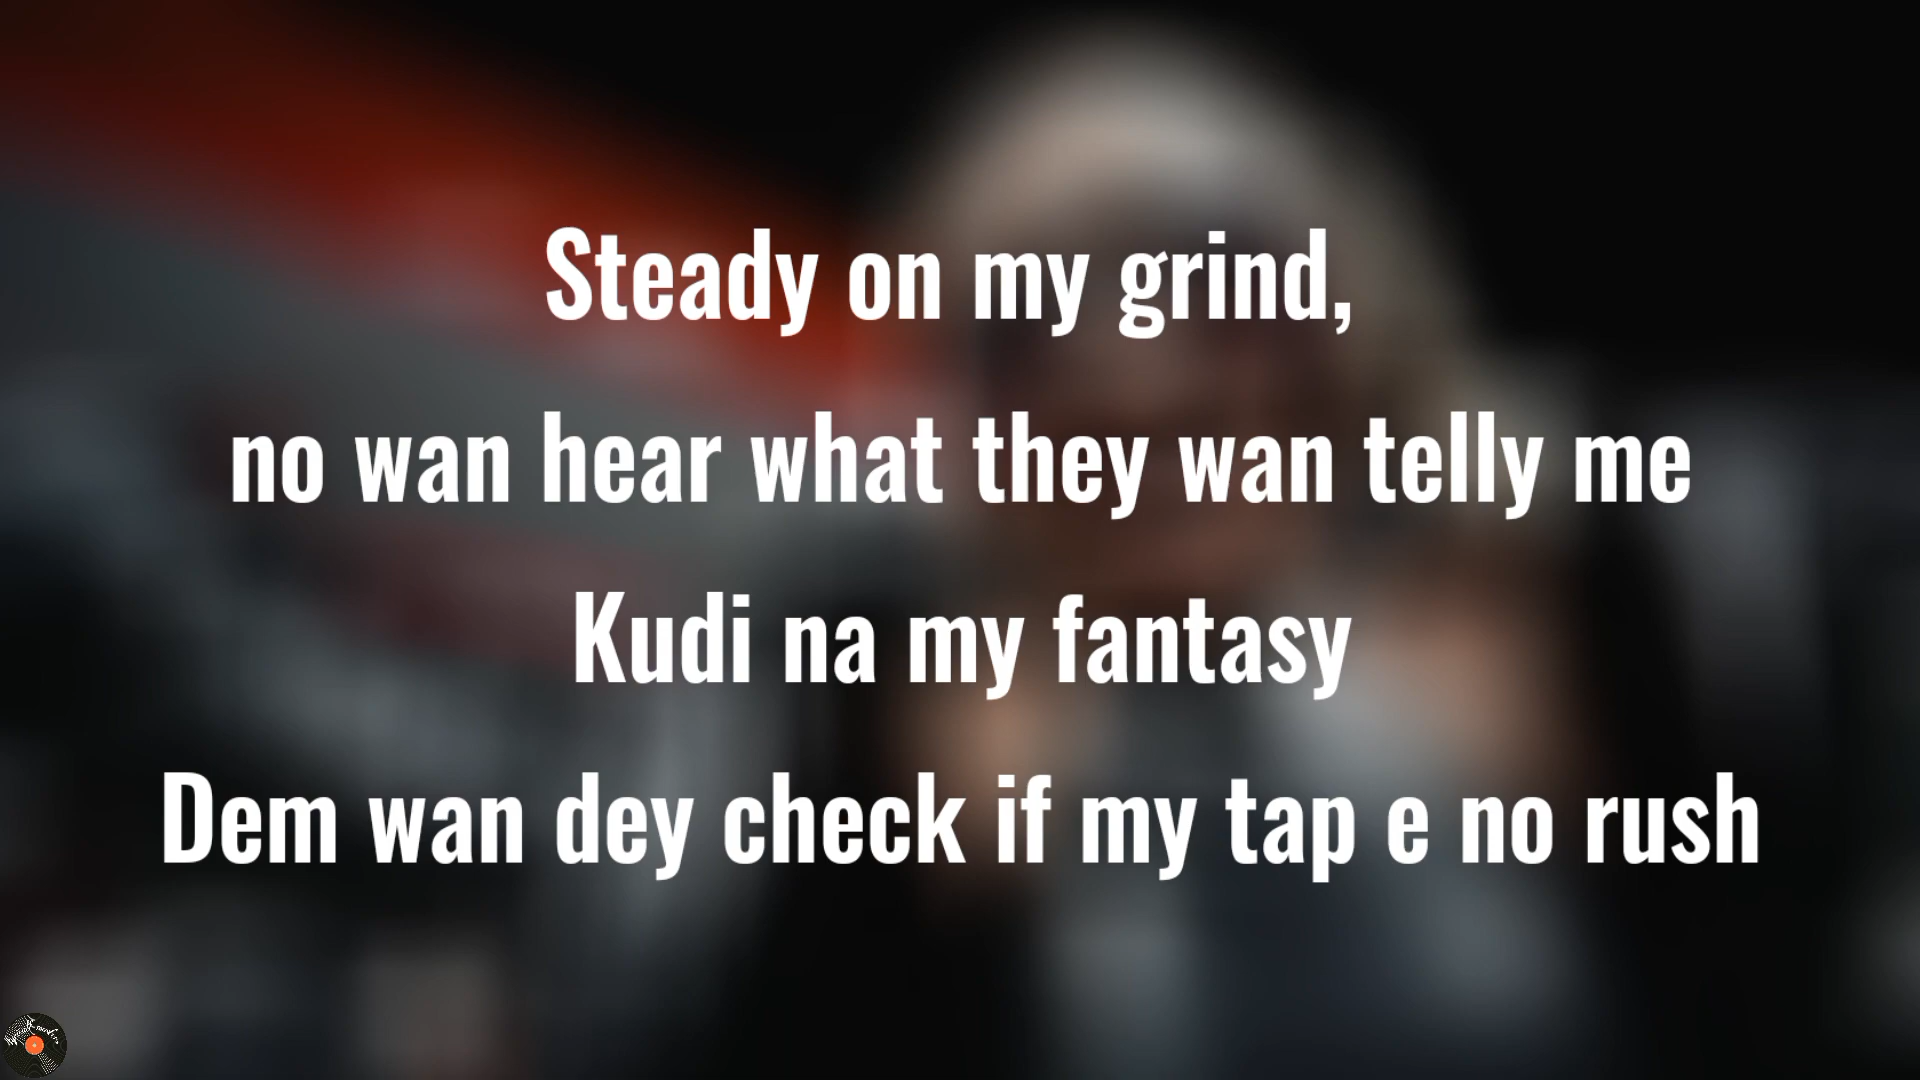 Steady on my grind,
no wan hear what they wan telly me
Kudi na my fantasy
Dem wan dey check if my tap e no rush